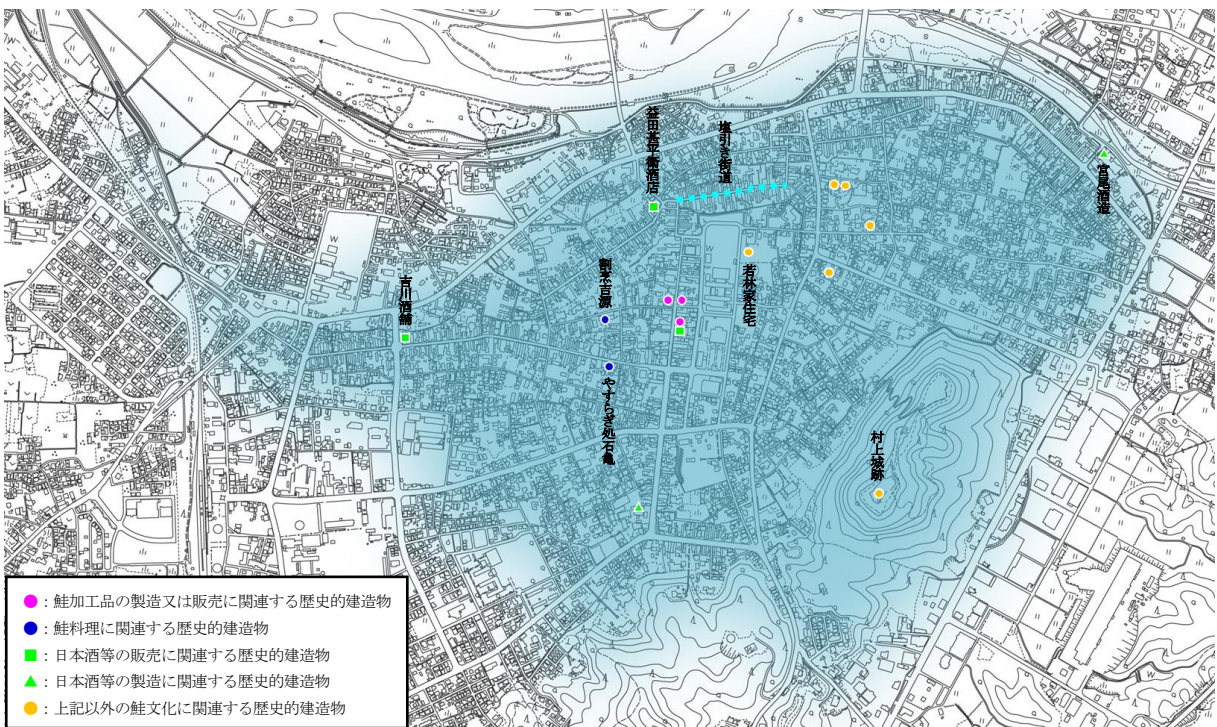 益田甚平衛酒店
塩引き街道
宮尾酒造
割烹吉源
若林家住宅
吉川酒舗
やすらぎ処石亀
村上城跡
●：鮭加工品の製造又は販売に関連する歴史的建造物
●：鮭料理に関連する歴史的建造物
■：日本酒等の販売に関連する歴史的建造物
▲：日本酒等の製造に関連する歴史的建造物
●：上記以外の鮭文化に関連する歴史的建造物